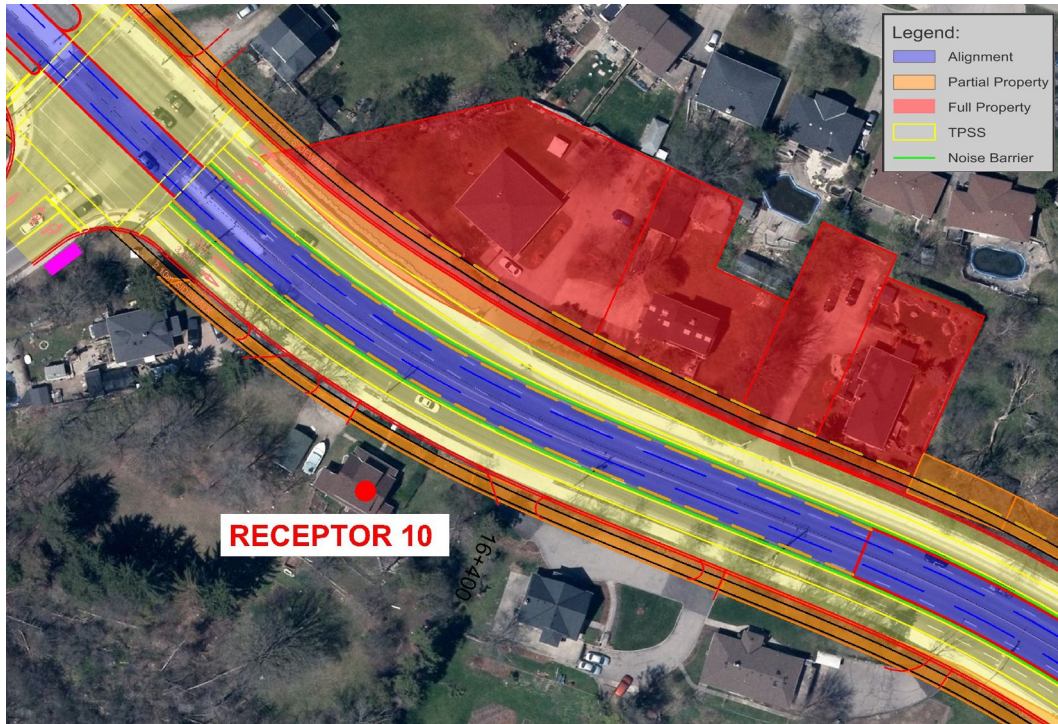 Legend:
Alignment
Partial Property
Full Property
TPSS
Noise Barrier
RECEPTOR 10
16+400